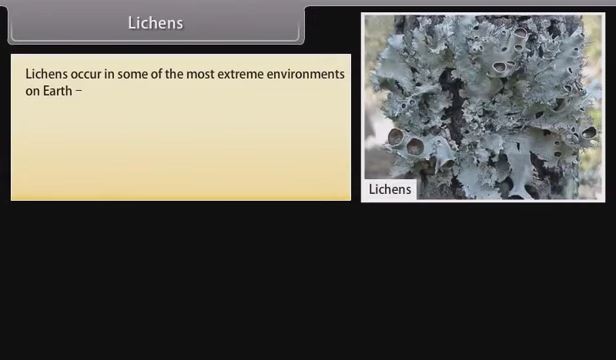 Lichens
Lichens occur in some of the most extreme environments
on Earth –
Lichens